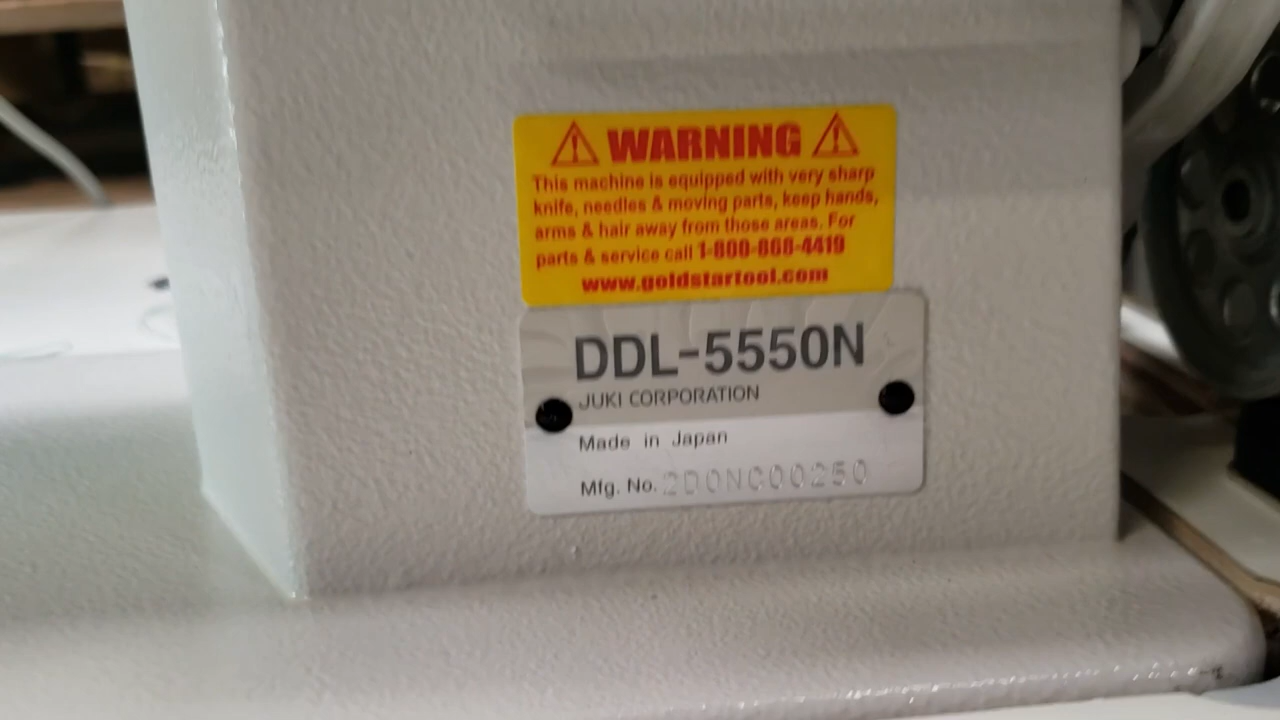 WARNING
This machine is equipped with very sharp
knife, needles & moving parts, keep hands,
arms & hair away from those areas. For
parts & service call 1-800-868-4419
www.goldstartool.com
DDL-5550N
JUKI CORPORATION
Made in Japan
Mfg. No. 2D0NC00250